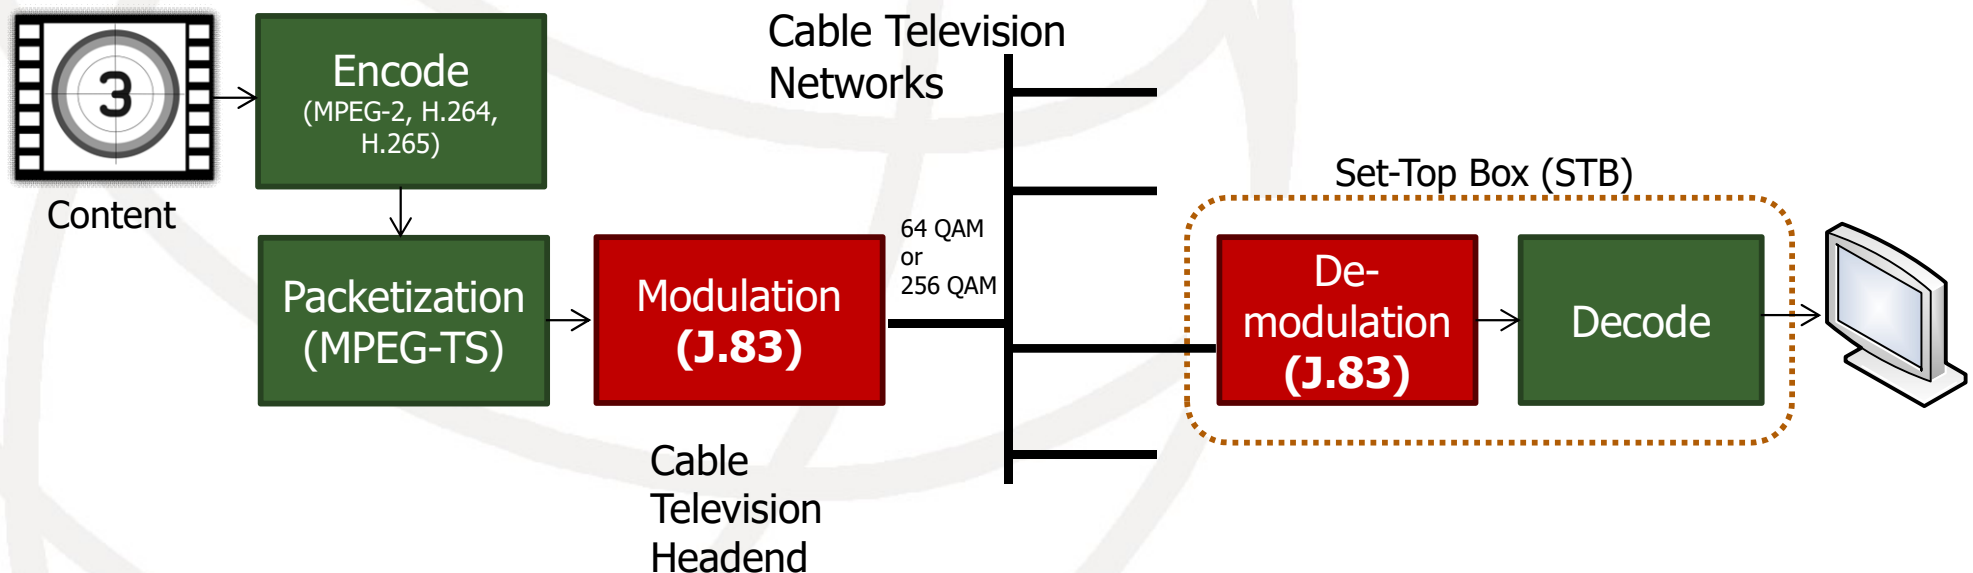 3
Content
Encode
(MPEG-2, H.264,
H.265)
Packetization
(MPEG-TS)
Modulation
(J.83)
Cable
Television
Headend
64 QAM
or
256 QAM
Cable Television
Networks
Set-Top Box (STB)
De-
modulation
(J.83)
Decode